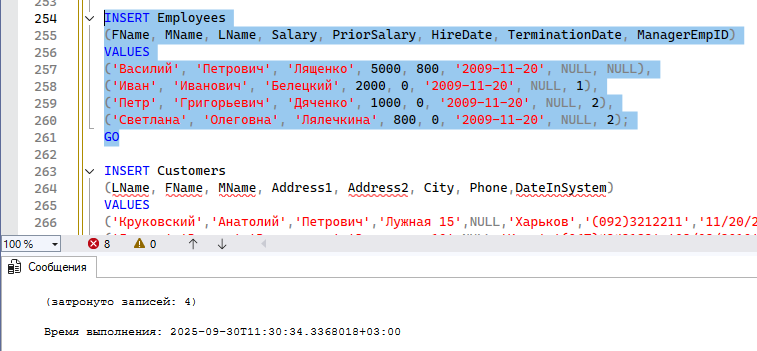 254 INSERT Employees
255 (FName, MName, LName, Salary, PriorSalary, HireDate, TerminationDate, ManagerEmpID)
256 VALUES
257 ('Василий', 'Петрович', 'Лященко', 5000, 800, '2009-11-20', NULL, NULL),
258 ('Иван', 'Иванович', 'Белецкий', 2000, 0, '2009-11-20', NULL, 1),
259 ('Петр', 'Григорьевич', 'Дяченко', 1000, 0, '2009-11-20', NULL, 2),
260 ('Светлана', 'Олеговна', 'Лялечкина', 800, 0, '2009-11-20', NULL, 2);
261 GO
262
263 INSERT Customers
264 (LName, FName, MName, Address1, Address2, City, Phone,DateInSystem)
265 VALUES
266 ('Круковский','Анатолий','Петрович','Лужная 15',NULL,'Харьков','(092)3212211','11/20/2
100 %
8
0
Сообщения
(затронуто записей: 4)
Время выполнения: 2025-09-30T11:30:34.3368018+03:00